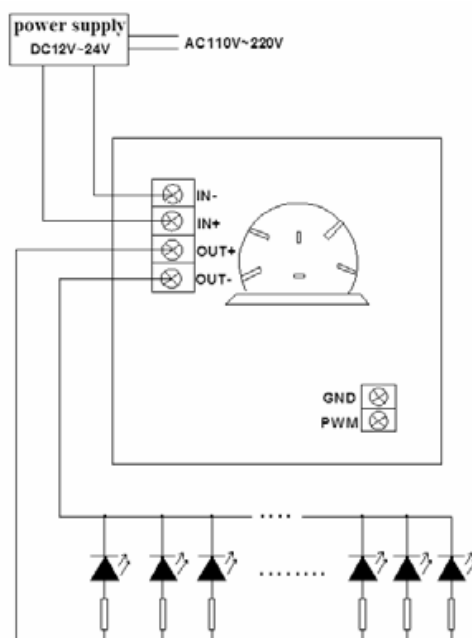 power supply
DC12V~24V
AC110V~220V
IN-
IN+
OUT+
OUT-
GND
PWM